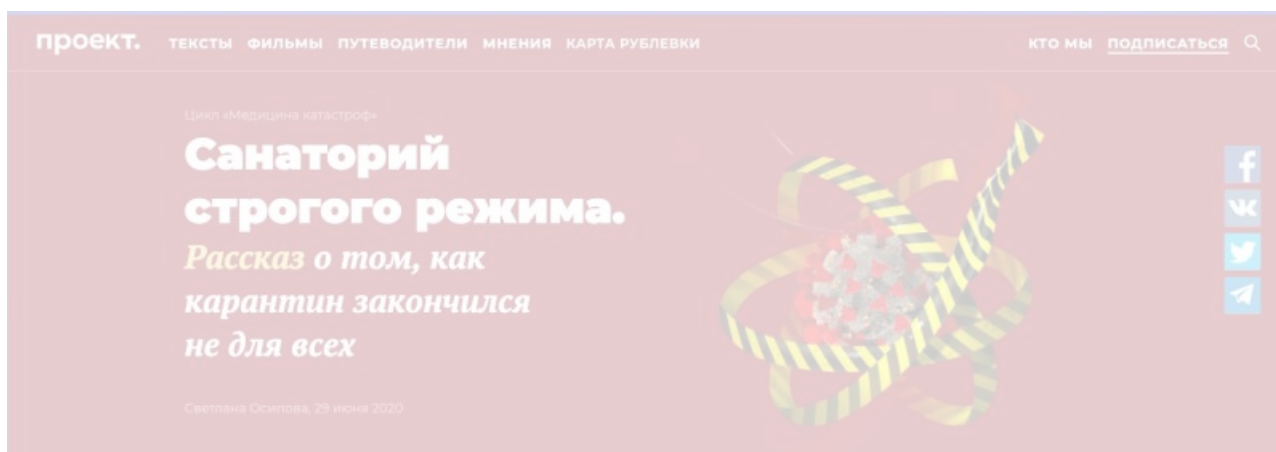 проект. ТЕКСТЫ ФИЛЬМЫ ПУТЕВОДИТЕЛИ МНЕНИЯ КАРТА РУБЛЕВКИ КТО МЫ ПОДПИСАТЬСЯ
Цикл «Медицина катастроф»
Санаторий
строгого режима.
Рассказ о том, как
карантин закончился
не для всех
Светлана Осипова, 29 июня 2020